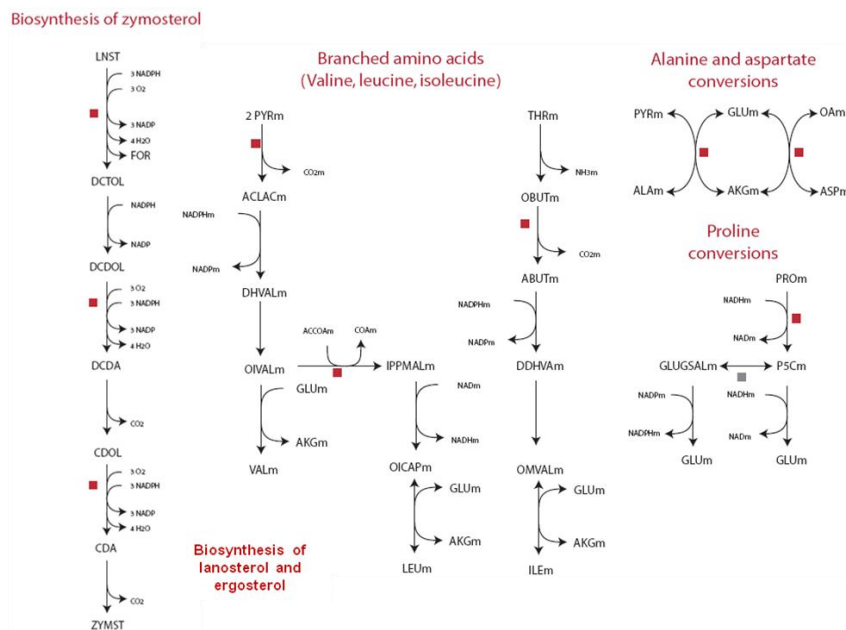 Biosynthesis of zymosterol
LNST
3 NADPH
3 O2
3 NADP
4 H2O
FOR
DCTOL
NADPH
NADP
DCDOL
3 O2
3 NADPH
3 NADP
4 H2O
DCDA
CO2
CDOL
3 O2
3 NADPH
3 NADP
4 H2O
CDA
CO2
ZYMST
Branched amino acids
(Valine, leucine, isoleucine)
2 PYRm
CO2m
ACLACm
NADPHm
NADPm
DHVALm
OIVALm
GLUm
AKGm
VALm
ACCOAm
COAm
IPPMALm
NADm
NADHm
OICAPm
GLUm
AKGm
LEUm
THRm
NH3m
OBUTm
CO2m
ABUTm
NADPHm
NADPm
DDHVAm
OMVALm
GLUm
AKGm
ILEm
Biosynthesis of
lanosterol and
ergosterol
Alanine and aspartate
conversions
PYRm
GLUm
OAm
ALAm
AKGm
ASPm
Proline
conversions
PROm
NADHm
NADm
GLUGSALm
P5Cm
NADPm
NADPHm
GLUm
NADHm
NADm
GLUm